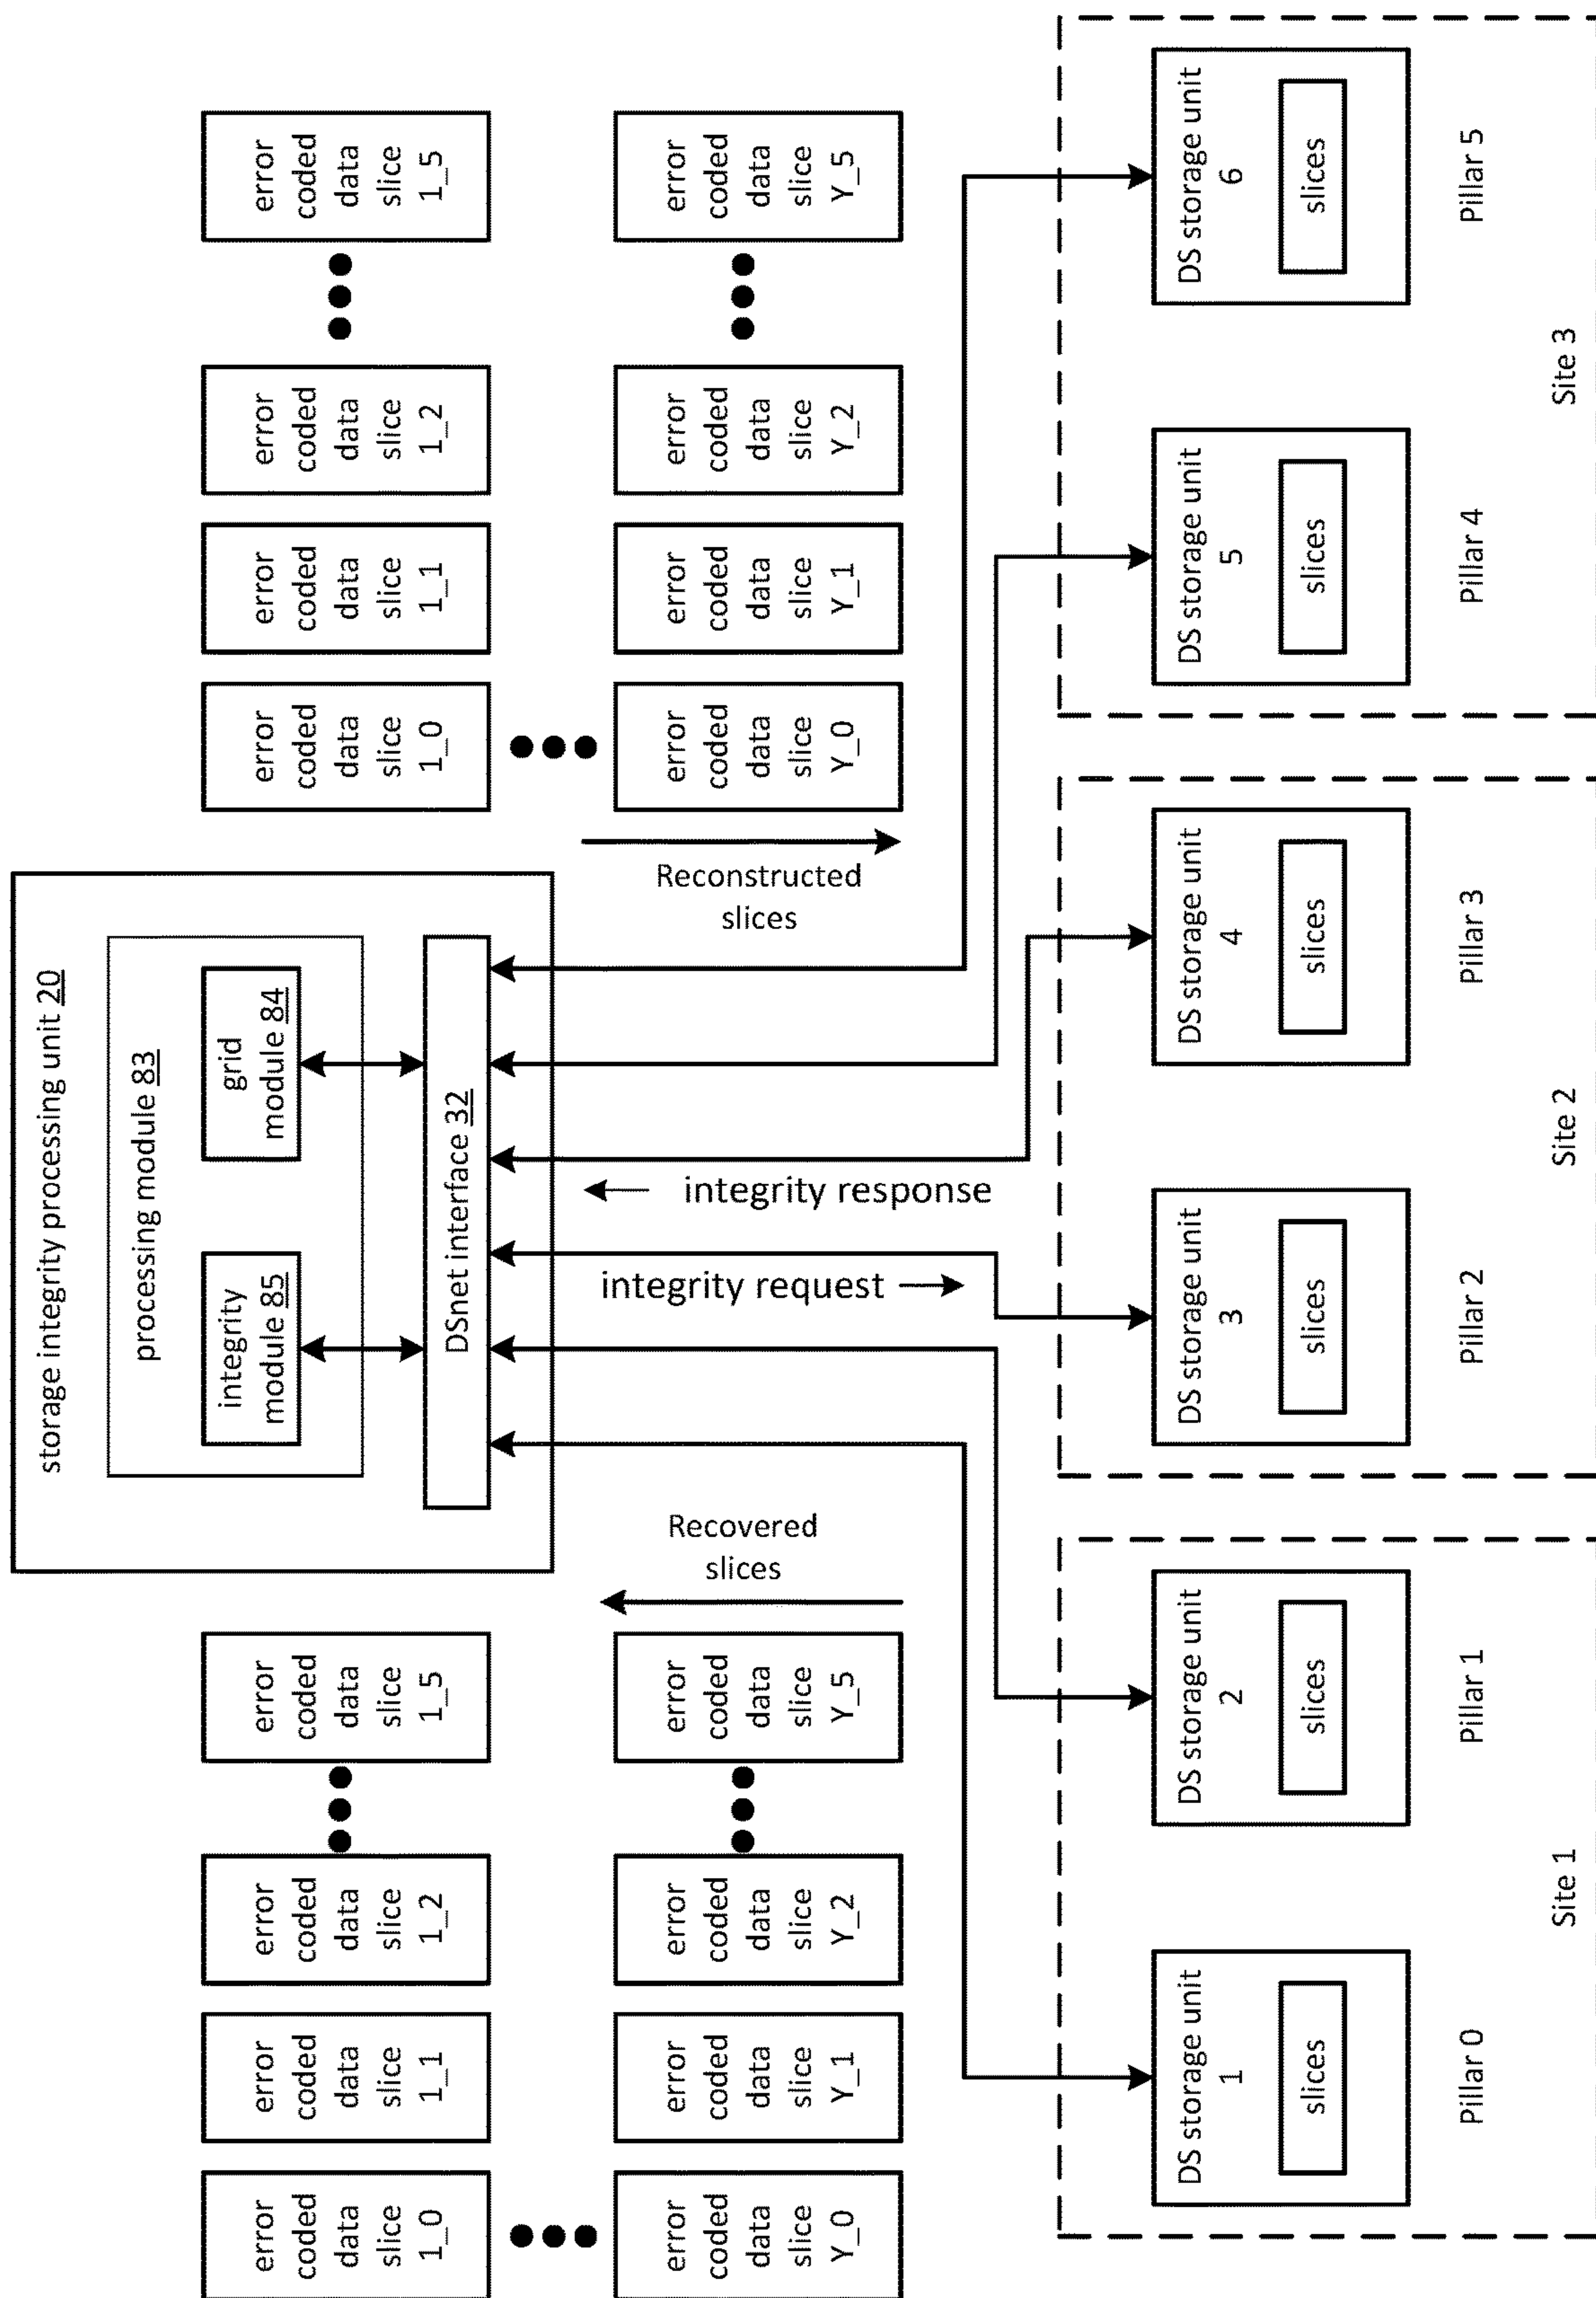 storage integrity processing unit 20
processing module 83
integrity
module 85
grid
module 84
DSnet interface 32
error
coded
data
slice
1_0
error
coded
data
slice
1_1
error
coded
data
slice
1_2
error
coded
data
slice
1_5
error
coded
data
slice
Y_0
error
coded
data
slice
Y_1
error
coded
data
slice
Y_2
error
coded
data
slice
Y_5
Recovered
slices
integrity request
integrity response
Reconstructed
slices
error
coded
data
slice
1_0
error
coded
data
slice
1_1
error
coded
data
slice
1_2
error
coded
data
slice
1_5
error
coded
data
slice
Y_0
error
coded
data
slice
Y_1
error
coded
data
slice
Y_2
error
coded
data
slice
Y_5
DS storage unit
1
slices
Pillar 0
DS storage unit
2
slices
Pillar 1
Site 1
DS storage unit
3
slices
Pillar 2
DS storage unit
4
slices
Pillar 3
Site 2
DS storage unit
5
slices
Pillar 4
DS storage unit
6
slices
Pillar 5
Site 3